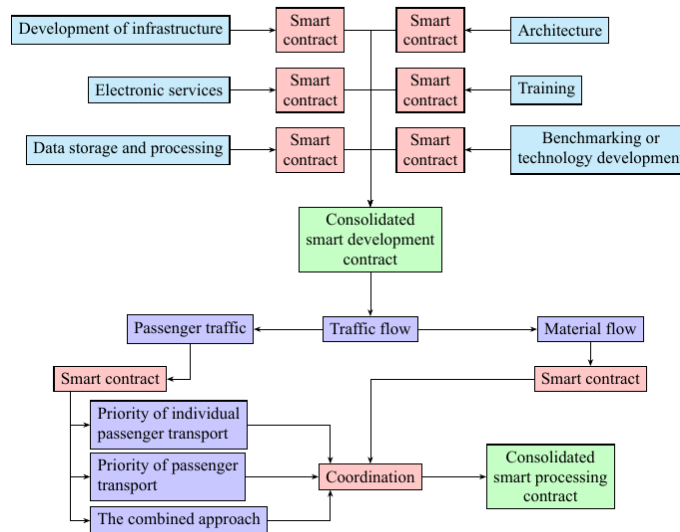 Development of infrastructure
Smart
contract
Smart
contract
Architecture
Electronic services
Smart
contract
Smart
contract
Training
Data storage and processing
Smart
contract
Smart
contract
Benchmarking or
technology development
Consolidated
smart development
contract
Passenger traffic
Traffic flow
Material flow
Smart contract
Smart contract
Priority of individual
passenger transport
Priority of passenger
transport
The combined approach
Coordination
Consolidated
smart processing
contract